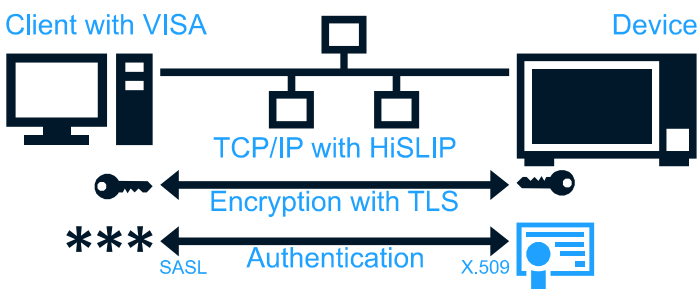 Client with VISA
Device
TCP/IP with HiSLIP
Encryption with TLS
*** Authentication
SASL
X.509